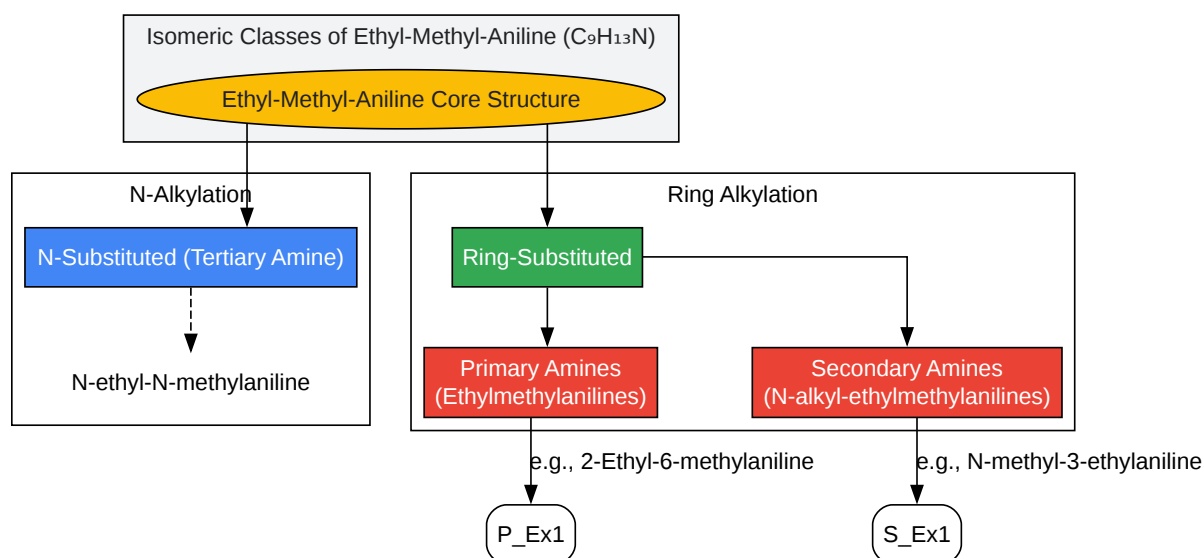 Isomeric Classes of Ethyl-Methyl-Aniline (C₉H₁₃N)
Ethyl-Methyl-Aniline Core Structure
N-Alkylation
N-Substituted (Tertiary Amine)
N-ethyl-N-methylaniline
Ring Alkylation
Ring-Substituted
Primary Amines
(Ethylmethylanilines)
Secondary Amines
(N-alkyl-ethylmethylanilines)
e.g., 2-Ethyl-6-methylaniline
e.g., N-methyl-3-ethylaniline
P_Ex1
S_Ex1